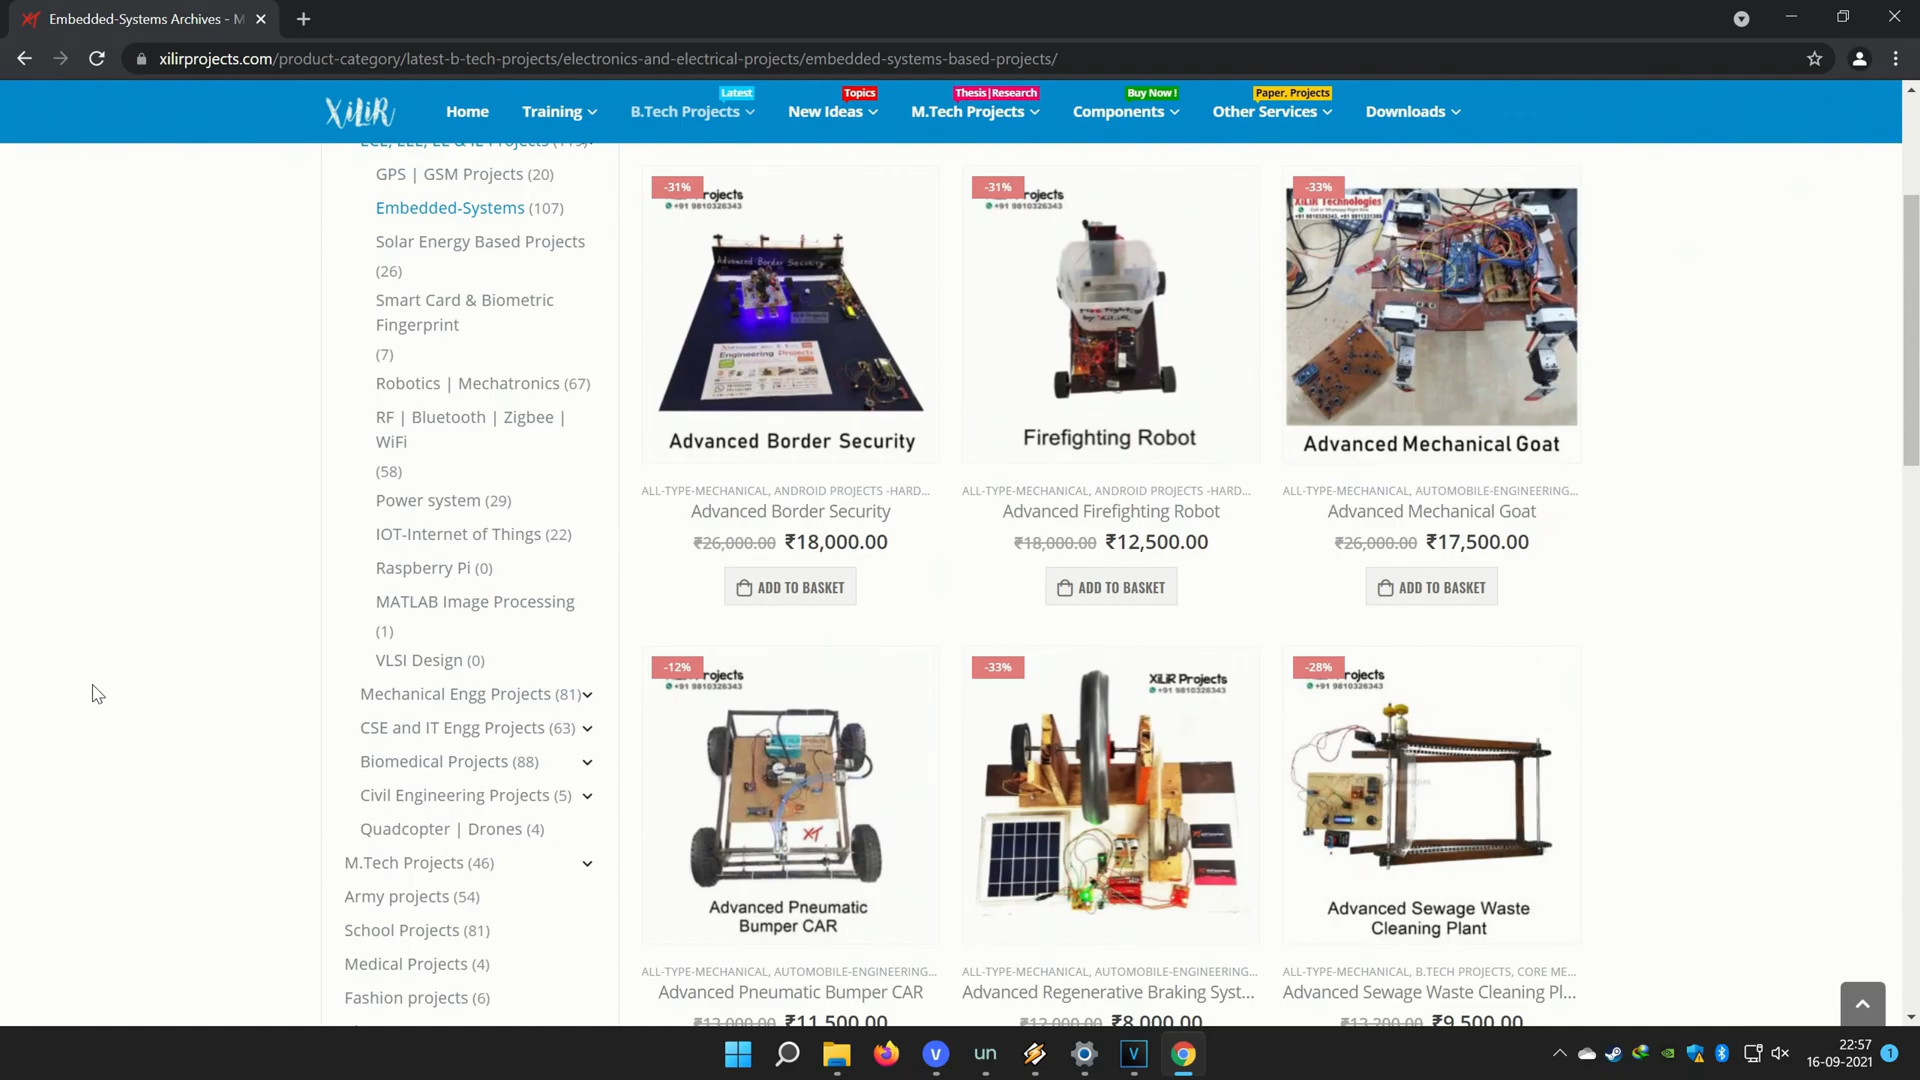 Embedded-Systems Archives - M
xilirprojects.com/product-category/latest-b-tech-projects/electronics-and-electrical-projects/embedded-systems-based-projects/
XiLiR
Home
Training
B.Tech Projects
Latest
New Ideas
Topics
M.Tech Projects
Thesis|Research
Components
Buy Now !
Other Services
Paper, Projects
Downloads
ECE, EEE, EE & IE Projects
GPS | GSM Projects (20)
Embedded-Systems (107)
Solar Energy Based Projects
(26)
Smart Card & Biometric
Fingerprint
(7)
Robotics | Mechatronics (67)
RF | Bluetooth | Zigbee |
WiFi
(58)
Power system (29)
IOT-Internet of Things (22)
Raspberry Pi (0)
MATLAB Image Processing
(1)
VLSI Design (0)
Mechanical Engg Projects (81)
CSE and IT Engg Projects (63)
Biomedical Projects (88)
Civil Engineering Projects (5)
Quadcopter | Drones (4)
M.Tech Projects (46)
Army projects (54)
School Projects (81)
Medical Projects (4)
Fashion projects (6)
-31%
rojects
+91 9810326343
Advanced Border Security
Engineering Projects
Advanced Border Security
ALL-TYPE-MECHANICAL, ANDROID PROJECTS -HARD...
Advanced Border Security
₹26,000.00 ₹18,000.00
ADD TO BASKET
-31%
rojects
+91 9810326343
Firefighting Robot
ALL-TYPE-MECHANICAL, ANDROID PROJECTS -HARD...
Advanced Firefighting Robot
₹18,000.00 ₹12,500.00
ADD TO BASKET
-33%
XiLiR Technologies
Advanced Mechanical Goat
ALL-TYPE-MECHANICAL, AUTOMOBILE-ENGINEERING...
Advanced Mechanical Goat
₹26,000.00 ₹17,500.00
ADD TO BASKET
-12%
rojects
+91 9810326343
XT
Advanced Pneumatic
Bumper CAR
ALL-TYPE-MECHANICAL, AUTOMOBILE-ENGINEERING...
Advanced Pneumatic Bumper CAR
₹13,000.00 ₹11,500.00
-33%
XiLiR Projects
+91 9810326343
ALL-TYPE-MECHANICAL, AUTOMOBILE-ENGINEERING...
Advanced Regenerative Braking Syst...
₹12,000.00 ₹8,000.00
-28%
rojects
+91 9810326343
Advanced Sewage Waste
Cleaning Plant
ALL-TYPE-MECHANICAL, B.TECH PROJECTS, CORE ME...
Advanced Sewage Waste Cleaning Pl...
₹13,200.00 ₹9,500.00
un
22:57
16-09-2021
1